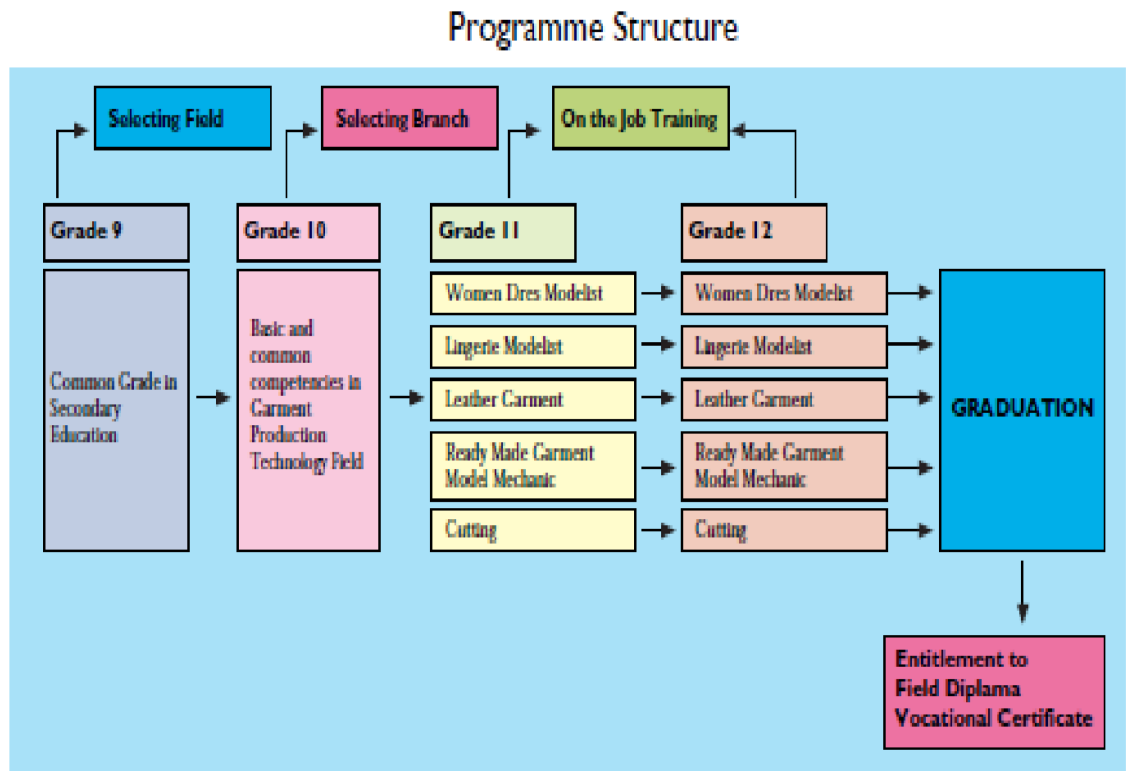 Programme Structure
Selecting Field
Selecting Branch
On the Job Training
Grade 9
Grade 10
Grade 11
Grade 12
Common Grade in
Secondary
Education
Basic and
common
competencies in
Garment
Production
Technology Field
Women Dres Modelist
Lingerie Modelist
Leather Garment
Ready Made Garment
Model Mechanic
Cutting
Women Dres Modelist
Lingerie Modelist
Leather Garment
Ready Made Garment
Model Mechanic
Cutting
GRADUATION
Entitlement to
Field Diplama
Vocational Certificate